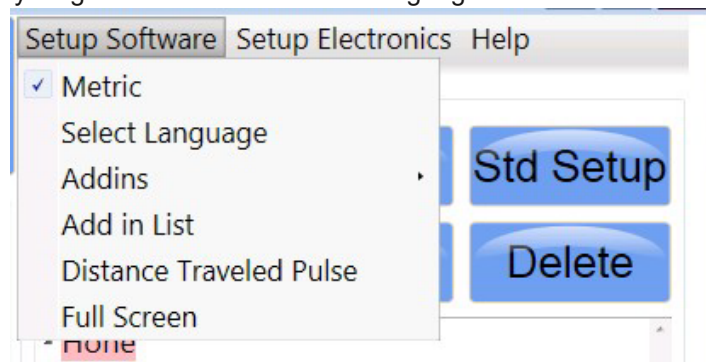 Setup Software Setup Electronics Help
Metric
Select Language
Addins
Std Setup
Add in List
Distance Traveled Pulse
Delete
Full Screen